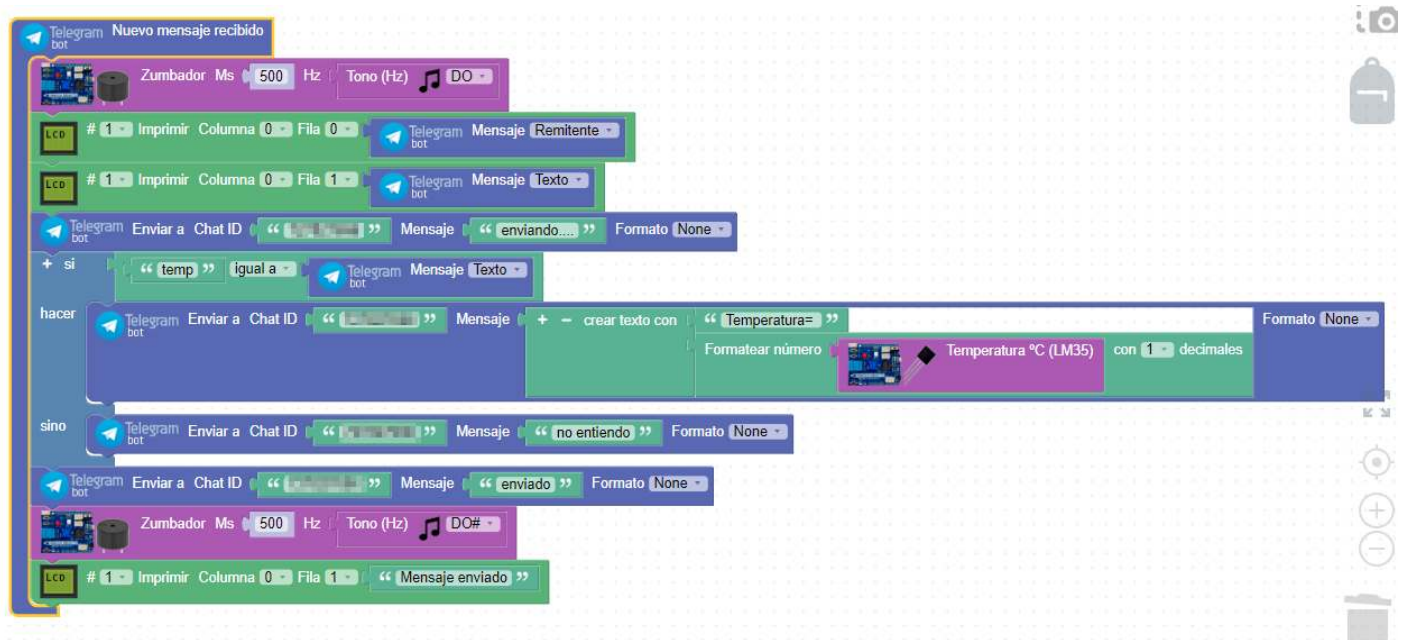 Telegram bot Nuevo mensaje recibido
Zumbador Ms 500 Hz Tono (Hz) DO
LCD # 1 Imprimir Columna 0 Fila 0 Telegram bot Mensaje Remitente
LCD # 1 Imprimir Columna 0 Fila 1 Telegram bot Mensaje Texto
Telegram bot Enviar a Chat ID “ ” Mensaje “ enviando.... ” Formato None
+ si “ temp ” igual a Telegram bot Mensaje Texto
hacer Telegram bot Enviar a Chat ID “ ” Mensaje + − crear texto con “ Temperatura= ” Formato None
Formatear número Temperatura ºC (LM35) con 1 decimales
sino Telegram bot Enviar a Chat ID “ ” Mensaje “ no entiendo ” Formato None
Telegram bot Enviar a Chat ID “ ” Mensaje “ enviado ” Formato None
Zumbador Ms 500 Hz Tono (Hz) DO#
LCD # 1 Imprimir Columna 0 Fila 1 “ Mensaje enviado ”